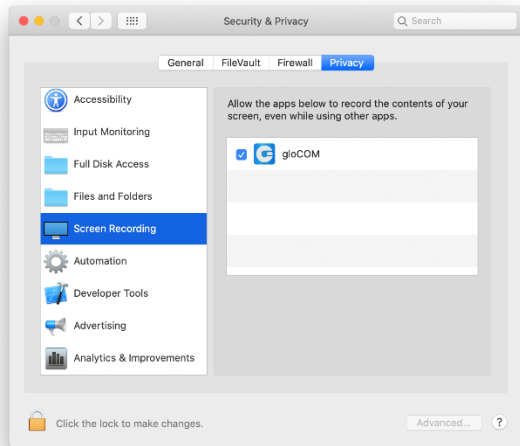 Security & Privacy
Search
General
FileVault
Firewall
Privacy
Accessibility
Input Monitoring
Full Disk Access
Files and Folders
Screen Recording
Automation
Developer Tools
Advertising
Analytics & Improvements
Allow the apps below to record the contents of your
screen, even while using other apps.
gloCOM
Click the lock to make changes.
Advanced...
?